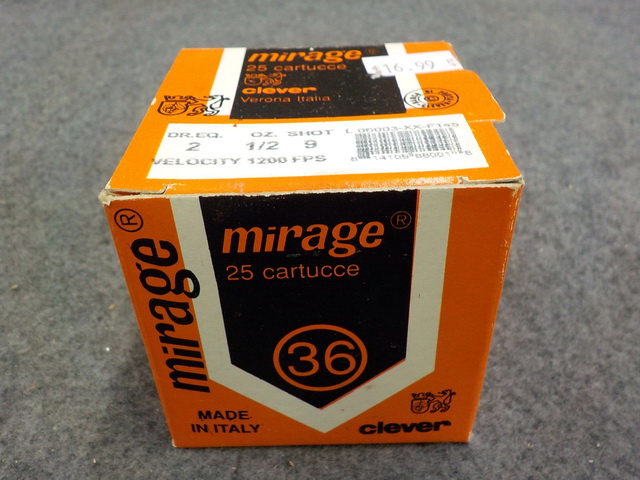 mirage ®
25 cartucce
clever
Verona Italia
$16.99
DR.EQ. OZ. SHOT
2 1/2 9
VELOCITY 1200 FPS
mirage ®
25 cartucce
36
MADE
IN ITALY
clever
mirage ®